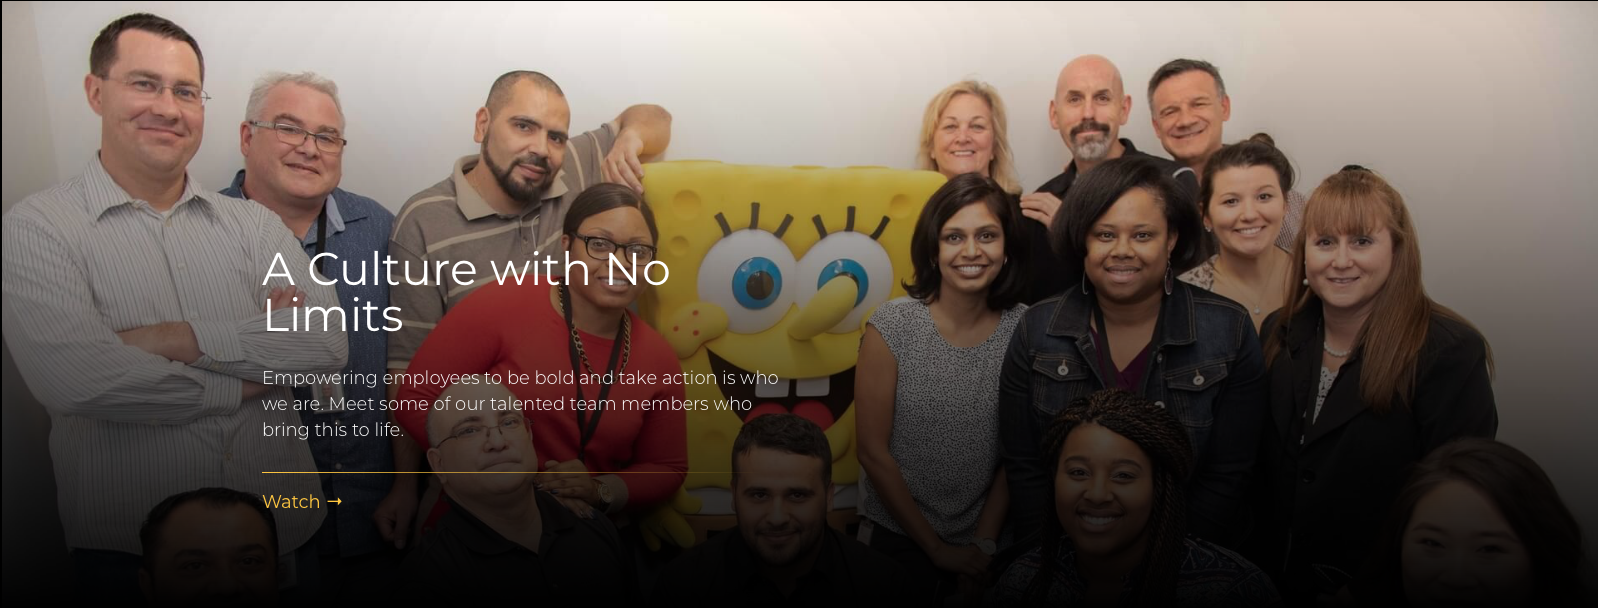 A Culture with No
Limits
Empowering employees to be bold and take action is who
we are. Meet some of our talented team members who
bring this to life.
Watch →